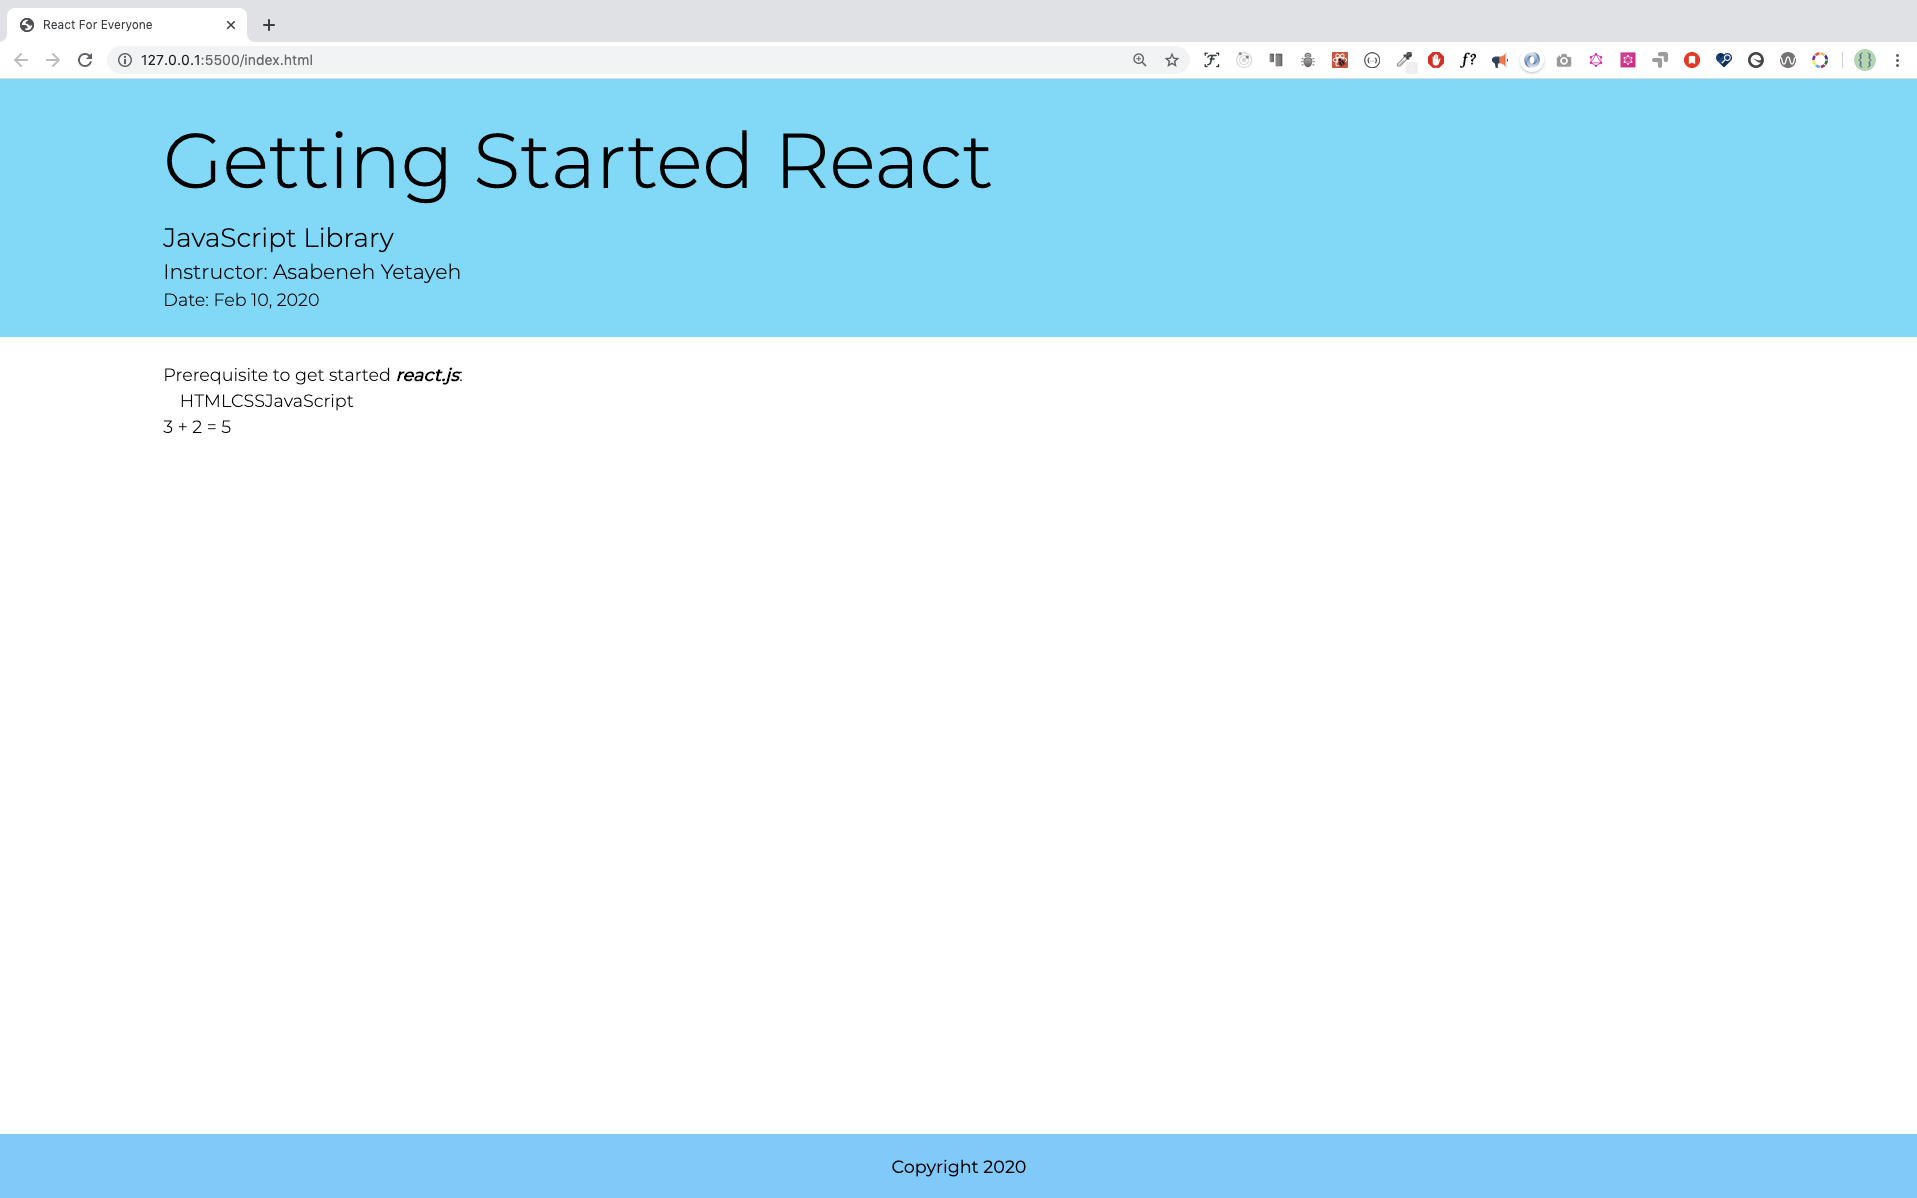 React For Everyone
127.0.0.1:5500/index.html
Getting Started React
JavaScript Library
Instructor: Asabeneh Yetayeh
Date: Feb 10, 2020
Prerequisite to get started react.js:
HTMLCSSJavaScript
3 + 2 = 5
Copyright 2020